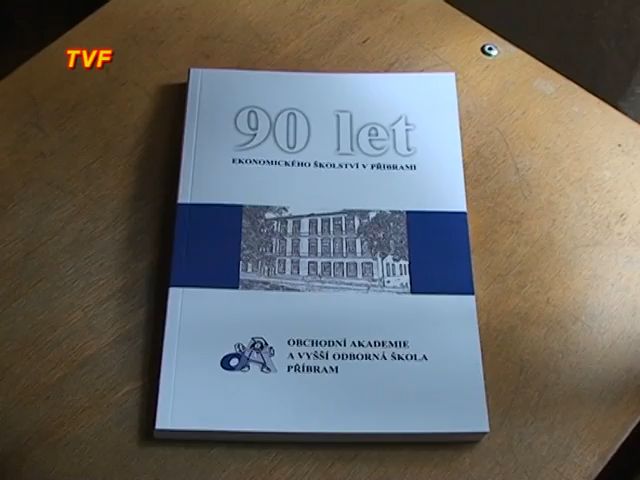 TVF
90 let
EKONOMICKÉHO ŠKOLSTVÍ V PŘÍBRAMI
OBCHODNÍ AKADEMIE
A VYŠŠÍ ODBORNÁ ŠKOLA
PŘÍBRAM